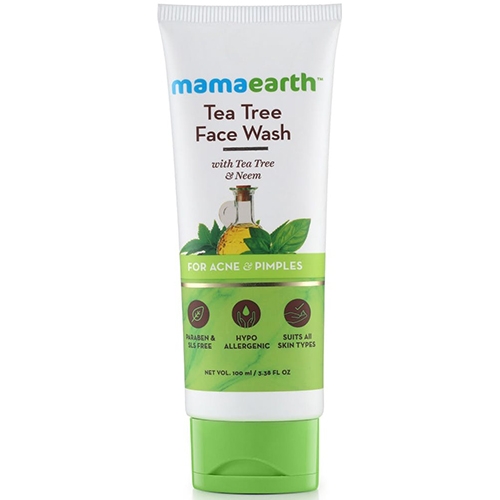 mamaearth™
Tea Tree
Face Wash
with Tea Tree
& Neem
FOR ACNE & PIMPLES
PARABEN &
SLS FREE
HYPO
ALLERGENIC
SUITS All
SKIN TYPES
NET VOL. 100 ml / 3.38 FL OZ